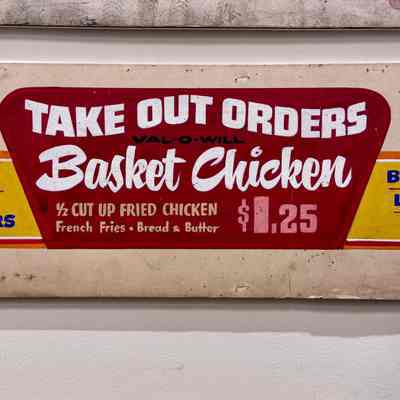 TAKE OUT ORDERS
VAL-O-WILL
Basket Chicken
½ CUT UP FRIED CHICKEN
French Fries • Bread & Butter
$1.25